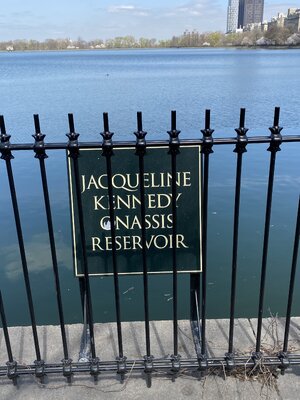 JACQUELINE
KENNEDY
ONASSIS
RESERVOIR